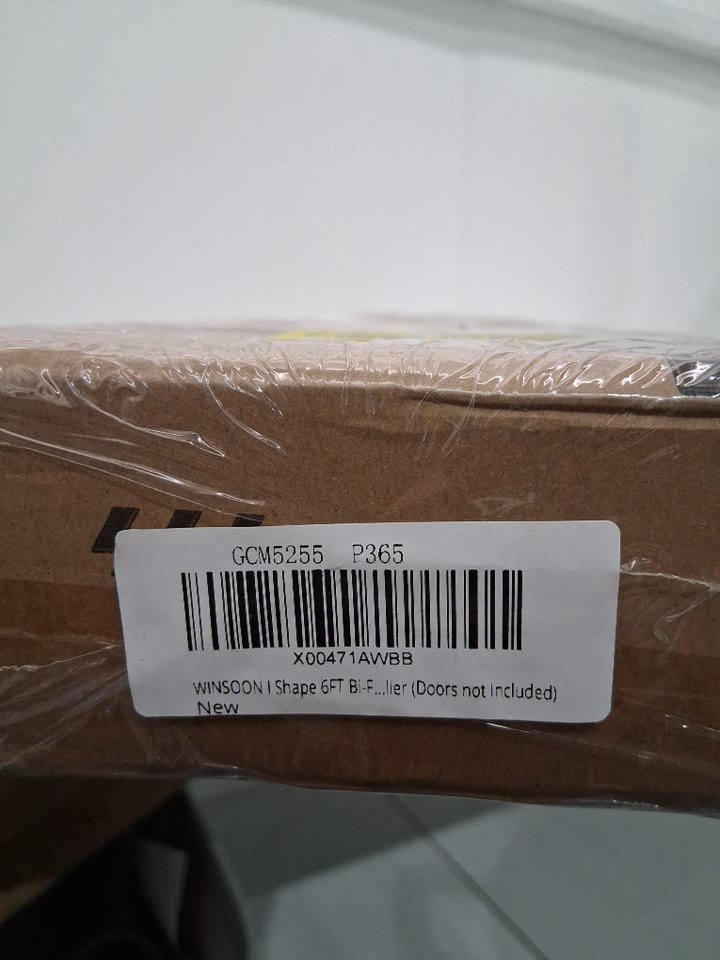 GCM5255 P365
X00471AWBB
WINSOON I Shape 6FT Bi-F...lier (Doors not Included)
New